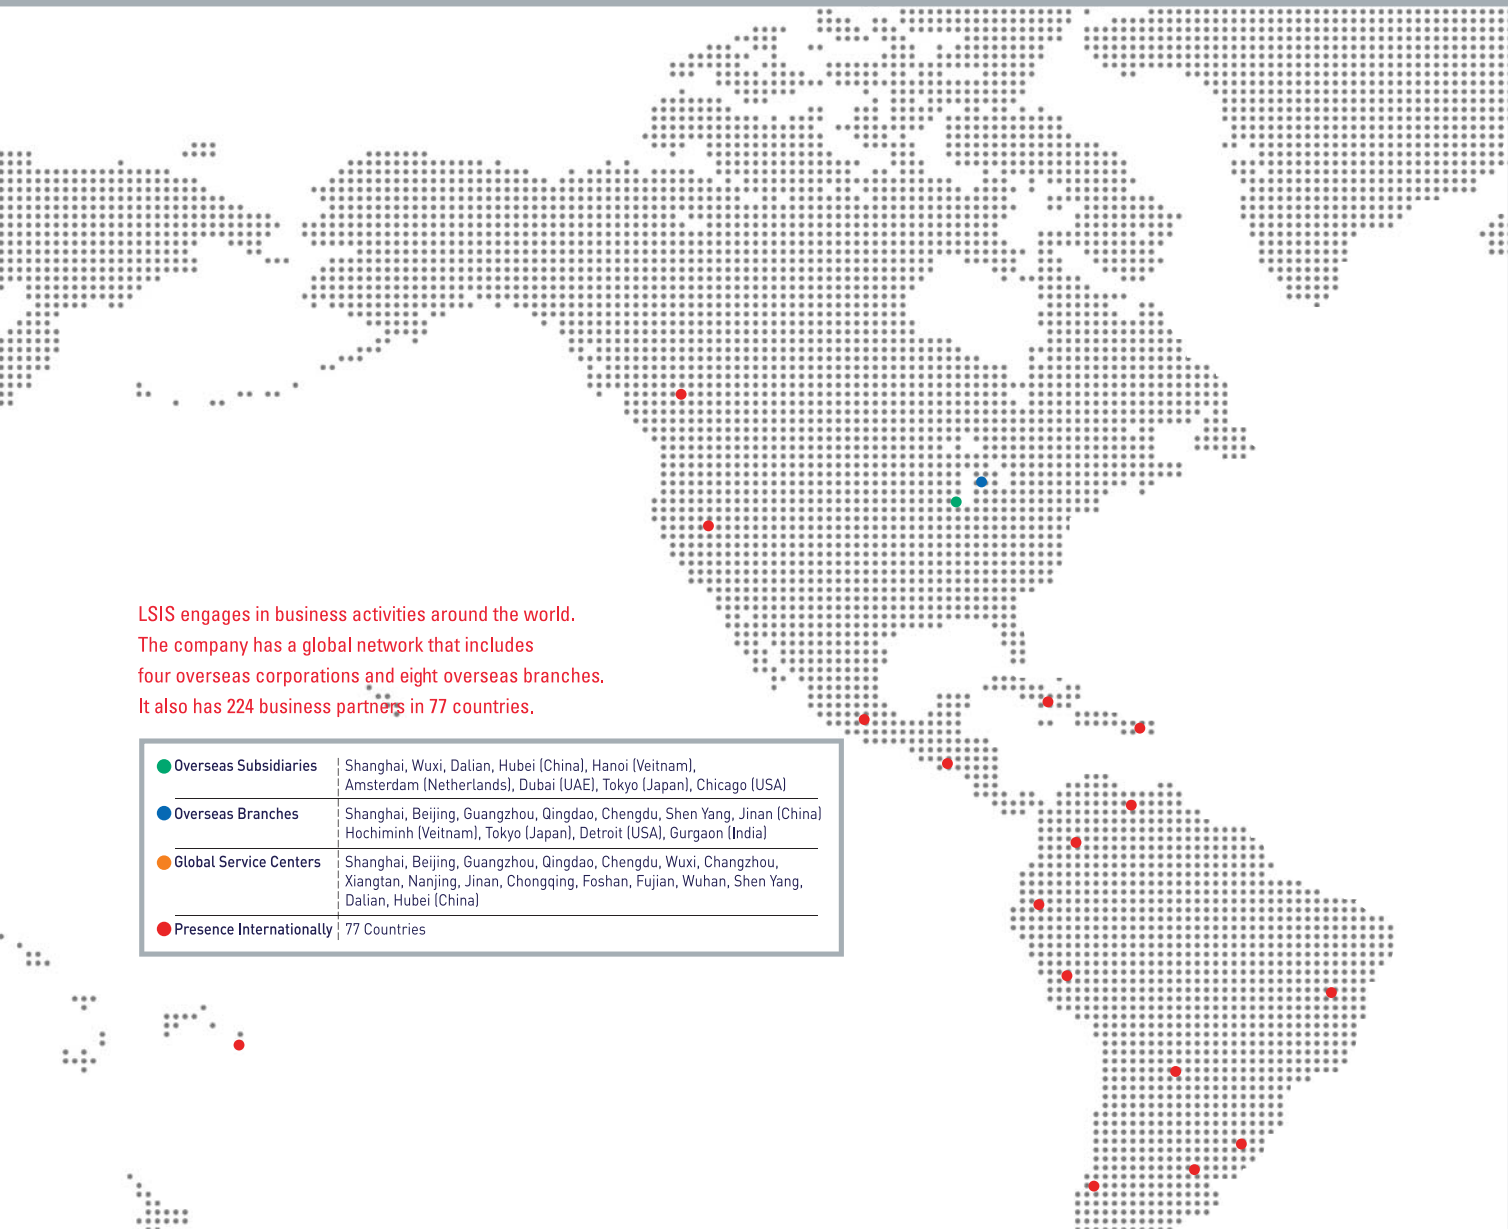 LSIS engages in business activities around the world.
The company has a global network that includes
four overseas corporations and eight overseas branches.
It also has 224 business partners in 77 countries.
Overseas Subsidiaries
Shanghai, Wuxi, Dalian, Hubei (China), Hanoi (Veitnam),
Amsterdam (Netherlands), Dubai (UAE), Tokyo (Japan), Chicago (USA)
Overseas Branches
Shanghai, Beijing, Guangzhou, Qingdao, Chengdu, Shen Yang, Jinan (China)
Hochiminh (Veitnam), Tokyo (Japan), Detroit (USA), Gurgaon (India)
Global Service Centers
Shanghai, Beijing, Guangzhou, Qingdao, Chengdu, Wuxi, Changzhou,
Xiangtan, Nanjing, Jinan, Chongqing, Foshan, Fujian, Wuhan, Shen Yang,
Dalian, Hubei (China)
Presence Internationally
77 Countries